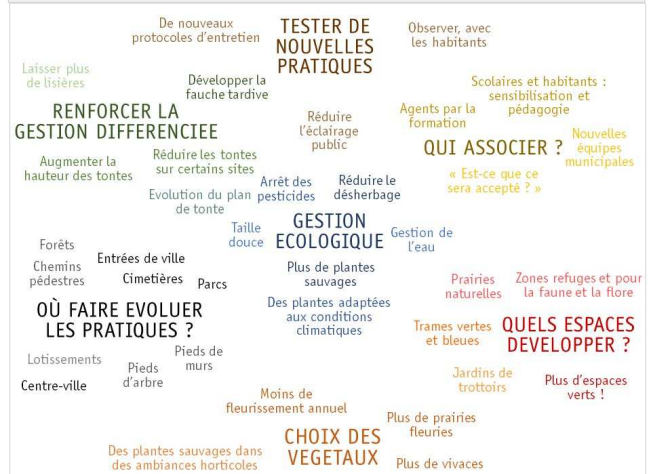 De nouveaux
protocoles d'entretien
TESTER DE
NOUVELLES
PRATIQUES
Observer, avec
les habitants
Laisser plus
de lisières
Développer la
fauche tardive
Scolaires et habitants :
sensibilisation et
pédagogie
RENFORCER LA
GESTION DIFFERENCIEE
Réduire
l'éclairage
public
Agents par la
formation
QUI ASSOCIER ?
Nouvelles
équipes
municipales
Augmenter la
hauteur des tontes
Réduire les tontes
sur certains sites
« Est-ce que ce
sera accepté ? »
Evolution du plan
de tonte
Arrêt des
pesticides
Réduire le
désherbage
Taille
douce
GESTION
ECOLOGIQUE
Gestion de
l'eau
Forêts
Entrées de ville
Chemins
pédestres
Cimetières
Parcs
Plus de plantes
sauvages
Prairies
naturelles
Zones refuges et pour
la faune et la flore
OÙ FAIRE EVOLUER
LES PRATIQUES ?
Des plantes adaptées
aux conditions
climatiques
Trames vertes
et bleues
QUELS ESPACES
DEVELOPPER ?
Lotissements
Pieds de
murs
Pieds
d'arbre
Centre-ville
Jardins de
trottoirs
Plus d'espaces
verts !
Moins de
fleurissement annuel
Plus de prairies
fleuries
CHOIX DES
VEGETAUX
Des plantes sauvages dans
des ambiances horticoles
Plus de vivaces